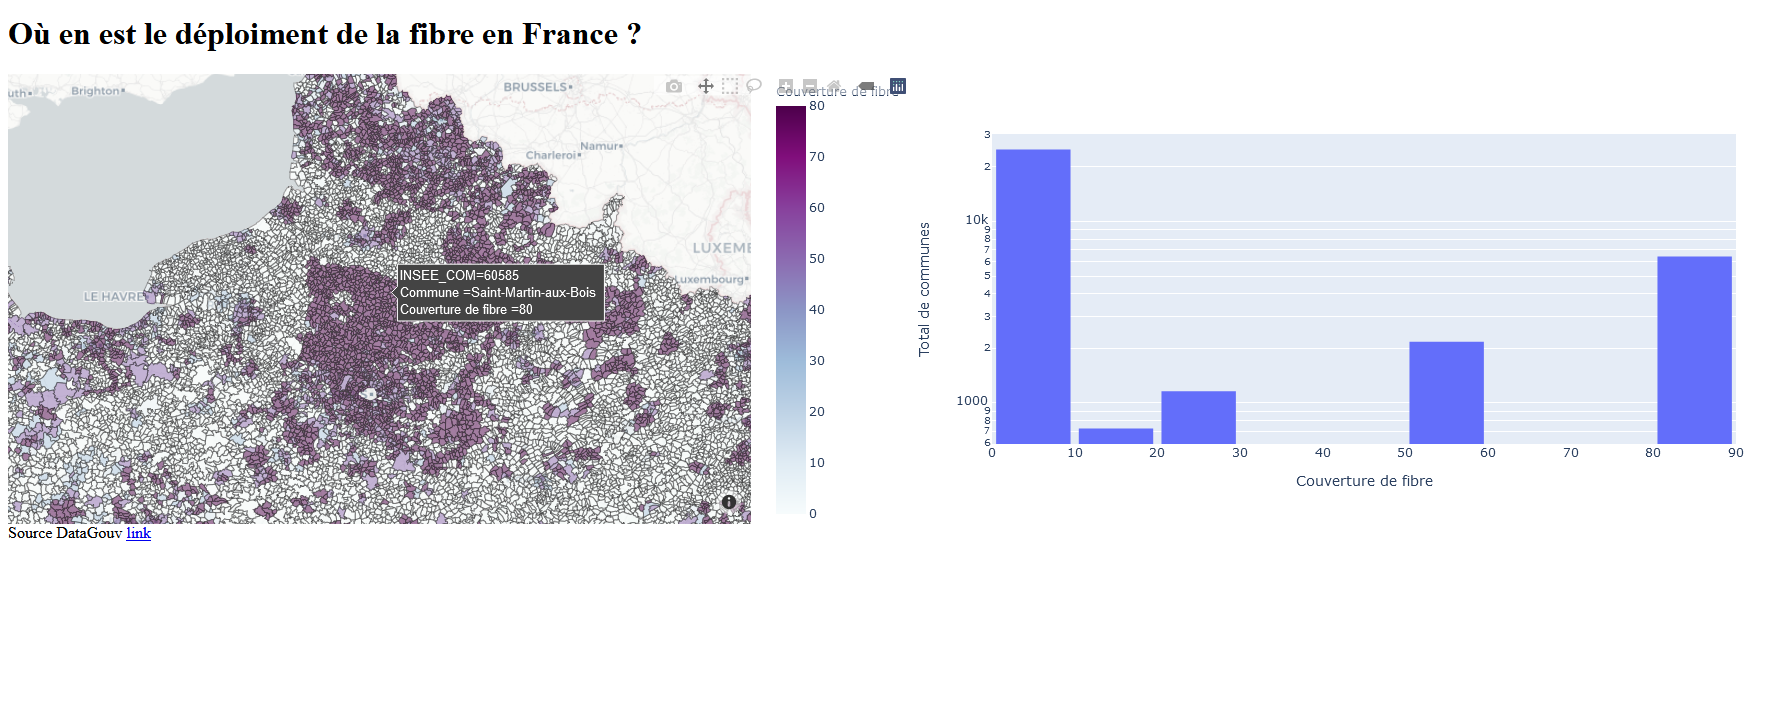 Où en est le déploiment de la fibre en France ?
Brighton
BRUSSELS
Charleroi
Namur
LUXEMB
Luxembourg
LE HAVRE
INSEE_COM=60585
Commune =Saint-Martin-aux-Bois
Couverture de fibre =80
Couverture de fibre
80
70
60
50
40
30
20
10
0
Total de communes
3
2
10k
9
8
7
6
5
4
3
2
1000
9
8
7
6
0 10 20 30 40 50 60 70 80 90
Couverture de fibre
Source DataGouv link